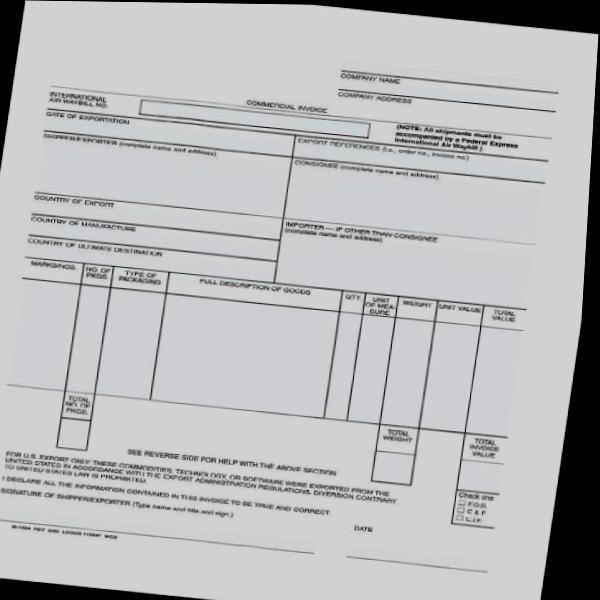 COMPANY NAME
COMPANY ADDRESS
INTERNATIONAL
AIR WAYBILL NO.
COMMERCIAL INVOICE
(NOTE: All shipments must be
accompanied by a Federal Express
International Air Waybill.)
DATE OF EXPORTATION
EXPORT REFERENCES (i.e., order no., invoice no.)
SHIPPER/EXPORTER (complete name and address)
CONSIGNEE (complete name and address)
COUNTRY OF EXPORT
IMPORTER — IF OTHER THAN CONSIGNEE
(complete name and address)
COUNTRY OF MANUFACTURE
COUNTRY OF ULTIMATE DESTINATION
MARKS/NOS.
NO. OF
PKGS.
TYPE OF
PACKAGING
FULL DESCRIPTION OF GOODS
QTY.
UNIT
OF MEA-
SURE
WEIGHT
UNIT VALUE
TOTAL
VALUE
TOTAL
NO. OF
PKGS.
TOTAL
WEIGHT
TOTAL
INVOICE
VALUE
SEE REVERSE SIDE FOR HELP WITH THE ABOVE SECTION
FOR U.S. EXPORT ONLY: THESE COMMODITIES, TECHNOLOGY, OR SOFTWARE WERE EXPORTED FROM THE
UNITED STATES IN ACCORDANCE WITH THE EXPORT ADMINISTRATION REGULATIONS. DIVERSION CONTRARY
TO UNITED STATES LAW IS PROHIBITED.
Check one
F.O.B.
C & F
C.I.F.
I DECLARE ALL THE INFORMATION CONTAINED IN THIS INVOICE TO BE TRUE AND CORRECT.
SIGNATURE OF SHIPPER/EXPORTER (Type name and title and sign.)
DATE